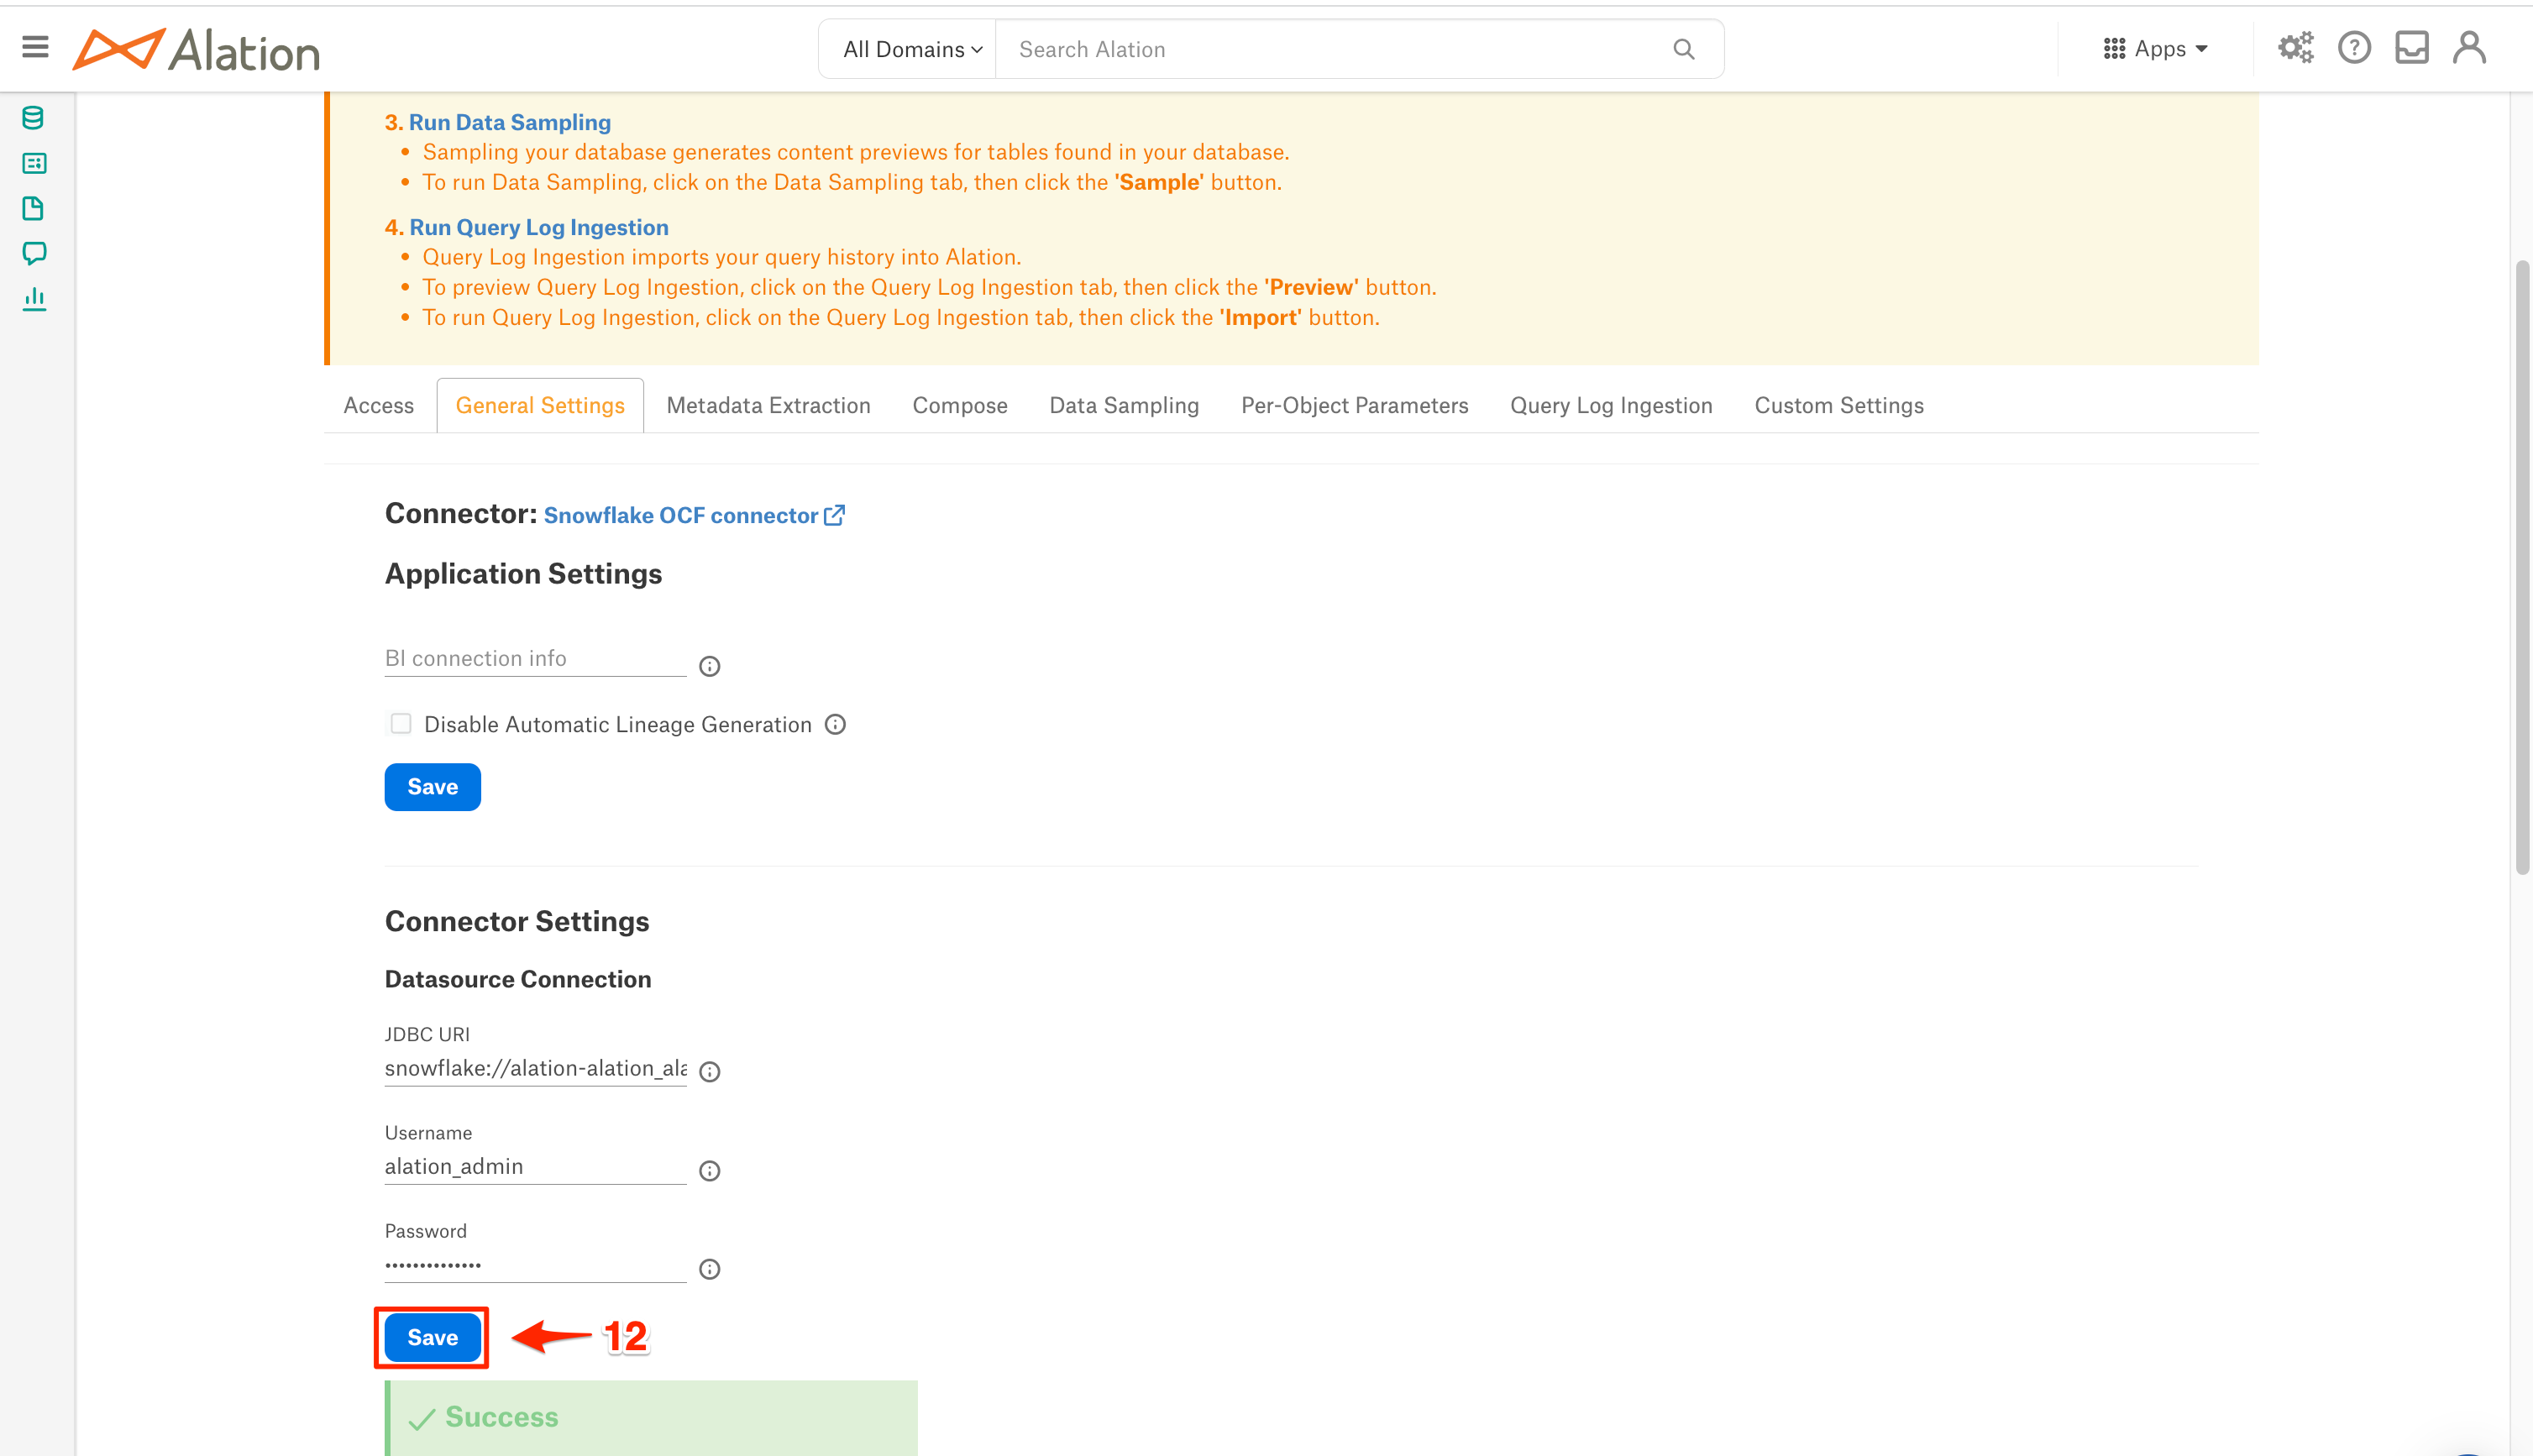 Alation
All Domains
Search Alation
Apps
3. Run Data Sampling
• Sampling your database generates content previews for tables found in your database.
• To run Data Sampling, click on the Data Sampling tab, then click the 'Sample' button.
4. Run Query Log Ingestion
• Query Log Ingestion imports your query history into Alation.
• To preview Query Log Ingestion, click on the Query Log Ingestion tab, then click the 'Preview' button.
• To run Query Log Ingestion, click on the Query Log Ingestion tab, then click the 'Import' button.
Access General Settings Metadata Extraction Compose Data Sampling Per-Object Parameters Query Log Ingestion Custom Settings
Connector: Snowflake OCF connector
Application Settings
BI connection info
Disable Automatic Lineage Generation
Save
Connector Settings
Datasource Connection
JDBC URI
snowflake://alation-alation_ala
Username
alation_admin
Password
••••••••••••••
Save 12
Success